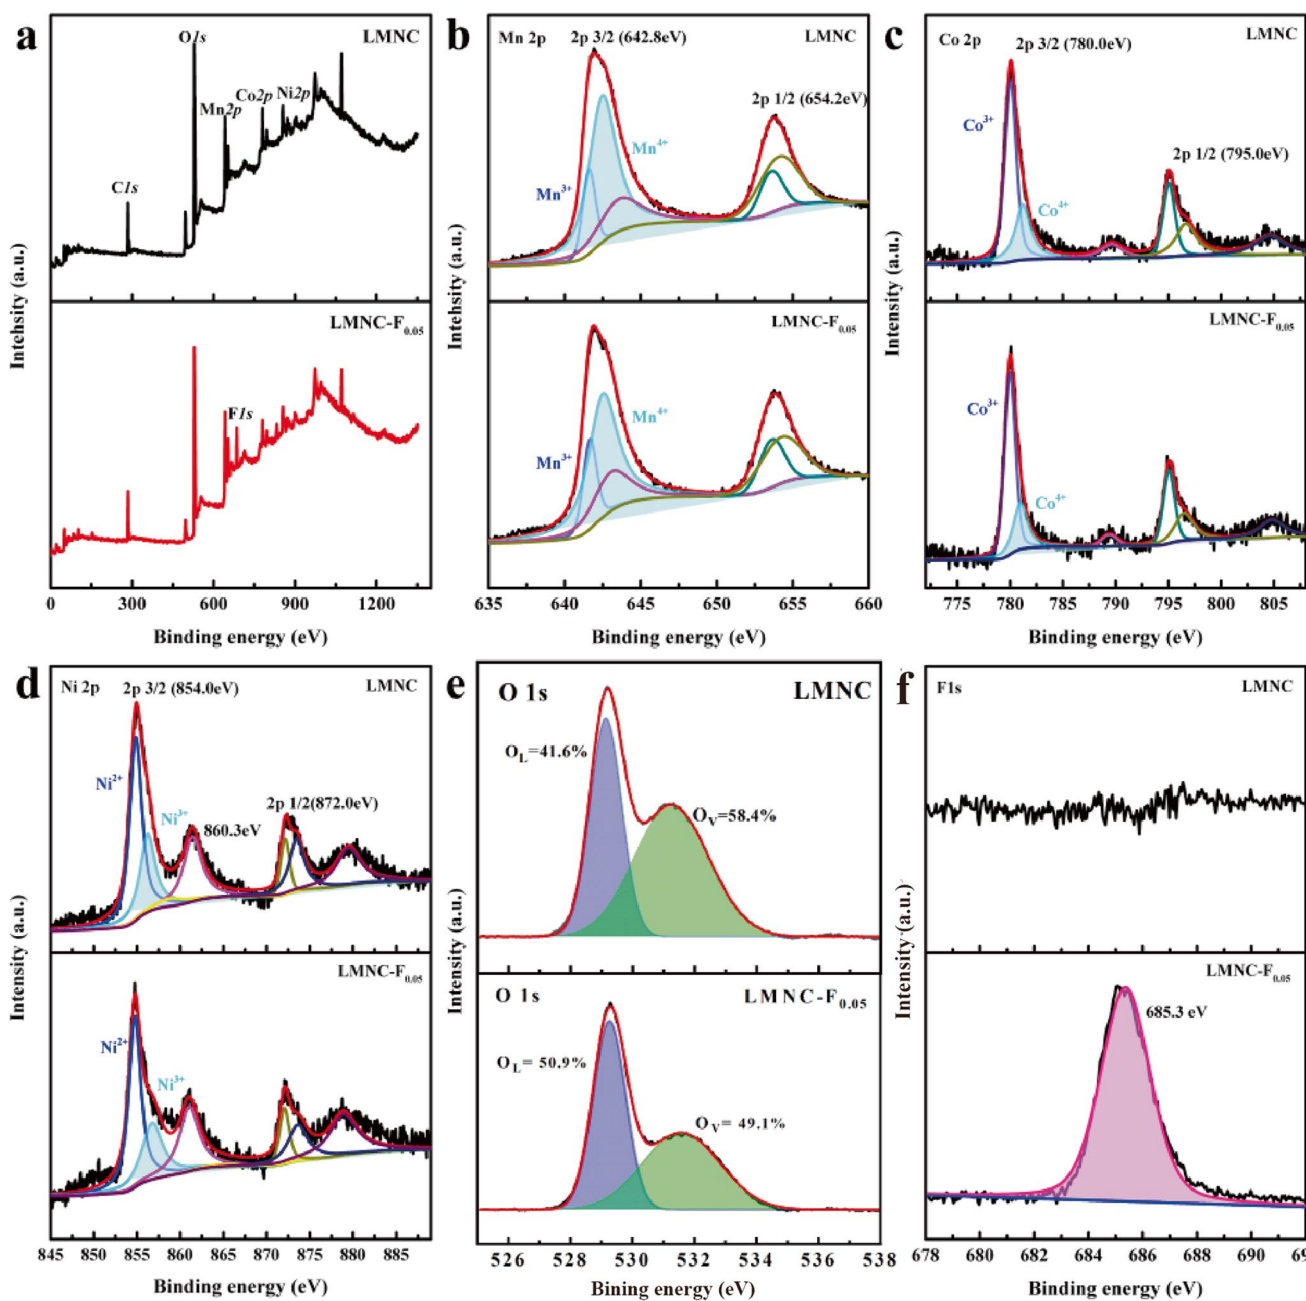 a
O1s
LMNC
Mn2p
Co2p
Ni2p
C1s
LMNC-F0.05
F1s
Intehsity (a.u.)
0 300 600 900 1200
Binding energy (eV)
b
Mn 2p
2p 3/2 (642.8eV)
LMNC
2p 1/2 (654.2eV)
Mn4+
Mn3+
LMNC-F0.05
Mn4+
Mn3+
Intehsity (a.u.)
635 640 645 650 655 660
Binding energy (eV)
c
Co 2p
2p 3/2 (780.0eV)
LMNC
Co3+
2p 1/2 (795.0eV)
Co4+
LMNC-F0.05
Co3+
Co4+
Intensity (a.u.)
775 780 785 790 795 800 805
Binding energy (eV)
d
Ni 2p
2p 3/2 (854.0eV)
LMNC
Ni2+
Ni3+
860.3eV
2p 1/2(872.0eV)
LMNC-F0.05
Ni2+
Ni3+
Intensity (a.u.)
845 850 855 860 865 870 875 880 885
Binding energy (eV)
e
O 1s
LMNC
OL=41.6%
OV=58.4%
O 1s
LMNC-F0.05
OL= 50.9%
OV= 49.1%
Intensity (a.u.)
526 528 530 532 534 536 538
Bining energy (eV)
f
F1s
LMNC
LMNC-F0.05
685.3 eV
Intensity (a.u.)
678 680 682 684 686 688 690
Binding energy (eV)